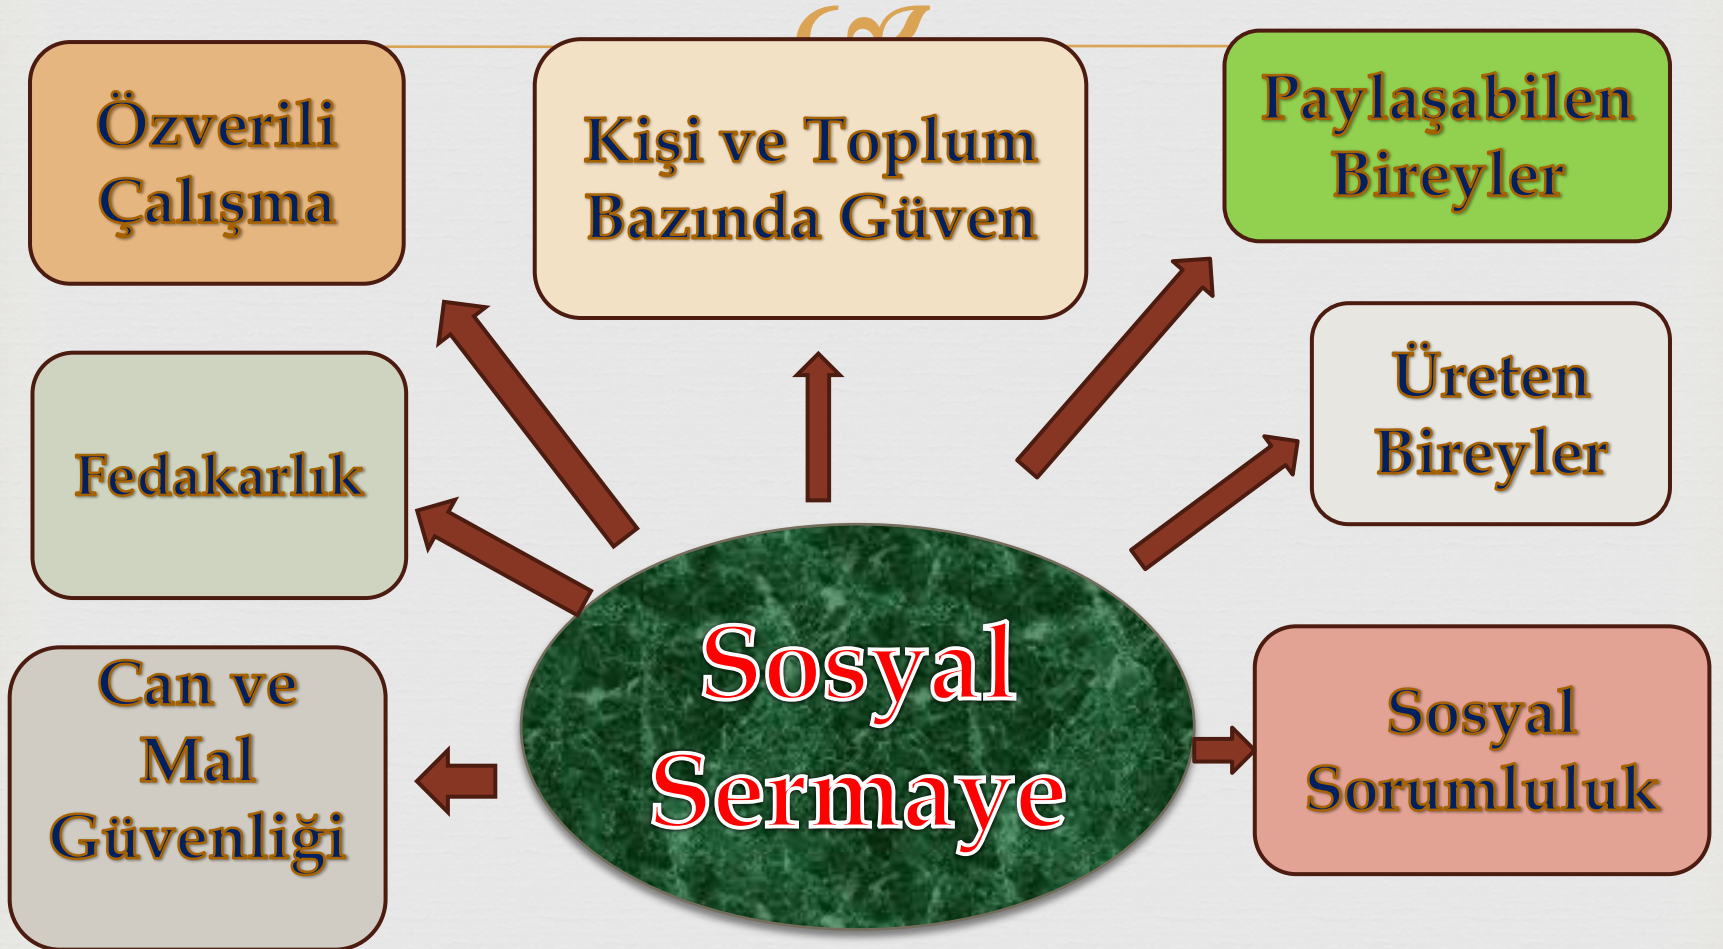 Özverili
Çalışma
Kişi ve Toplum
Bazında Güven
Paylaşabilen
Bireyler
Fedakarlık
Üreten
Bireyler
Can ve
Mal
Güvenliği
Sosyal
Sermaye
Sosyal
Sorumluluk